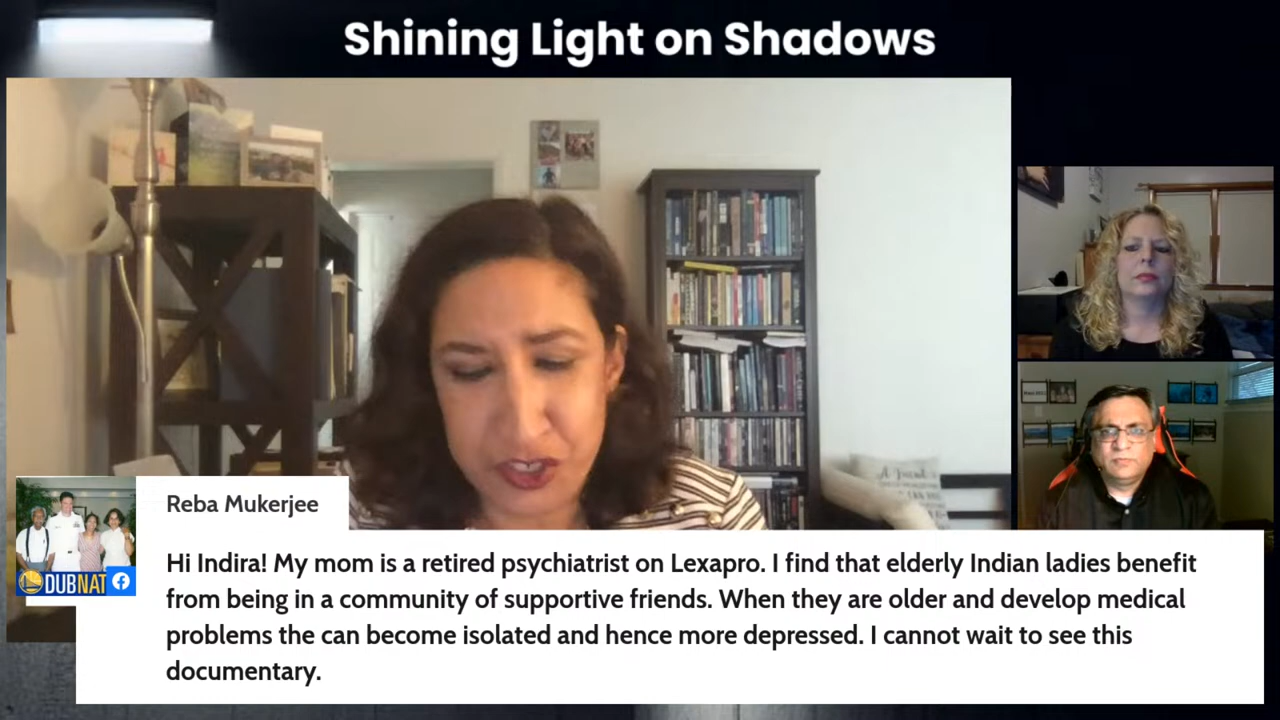 Shining Light on Shadows
Reba Mukerjee
DUBNAT
Hi Indira! My mom is a retired psychiatrist on Lexapro. I find that elderly Indian ladies benefit
from being in a community of supportive friends. When they are older and develop medical
problems the can become isolated and hence more depressed. I cannot wait to see this
documentary.